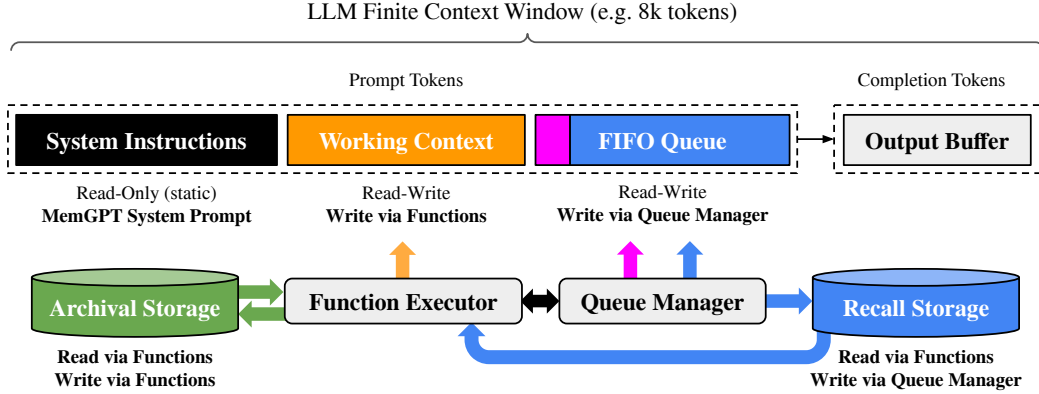 LLM Finite Context Window (e.g. 8k tokens)
Prompt Tokens
Completion Tokens
System Instructions
Working Context
FIFO Queue
Output Buffer
Read-Only (static)
MemGPT System Prompt
Read-Write
Write via Functions
Read-Write
Write via Queue Manager
Archival Storage
Function Executor
Queue Manager
Recall Storage
Read via Functions
Write via Functions
Read via Functions
Write via Queue Manager